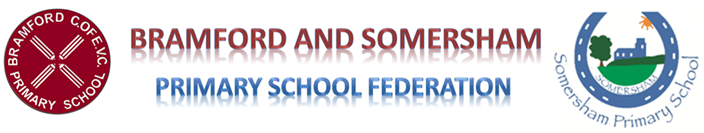 BRAMFORD C.OF.E.V.C.
PRIMARY SCHOOL
BRAMFORD AND SOMERSHAM
PRIMARY SCHOOL FEDERATION
SOMERSHAM
Somersham Primary School